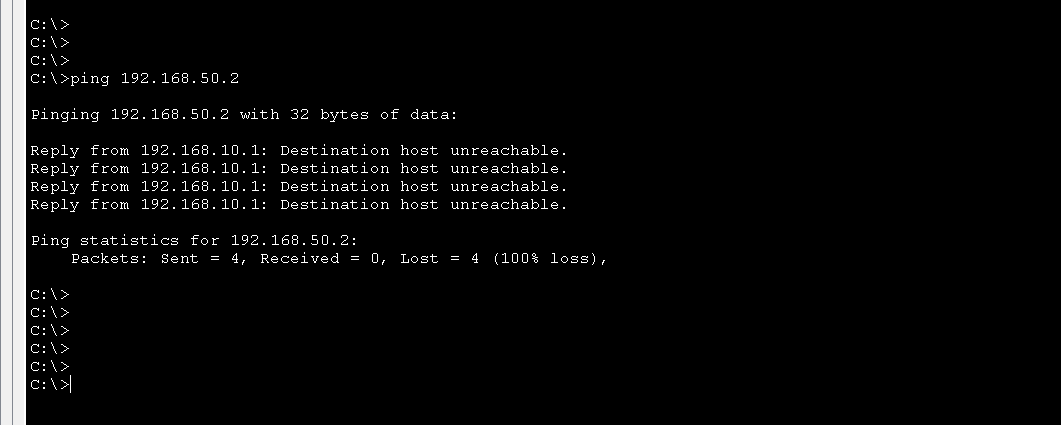 C:\>
C:\>
C:\>
C:\>ping 192.168.50.2
Pinging 192.168.50.2 with 32 bytes of data:
Reply from 192.168.10.1: Destination host unreachable.
Reply from 192.168.10.1: Destination host unreachable.
Reply from 192.168.10.1: Destination host unreachable.
Reply from 192.168.10.1: Destination host unreachable.
Ping statistics for 192.168.50.2:
Packets: Sent = 4, Received = 0, Lost = 4 (100% loss),
C:\>
C:\>
C:\>
C:\>
C:\>
C:\>